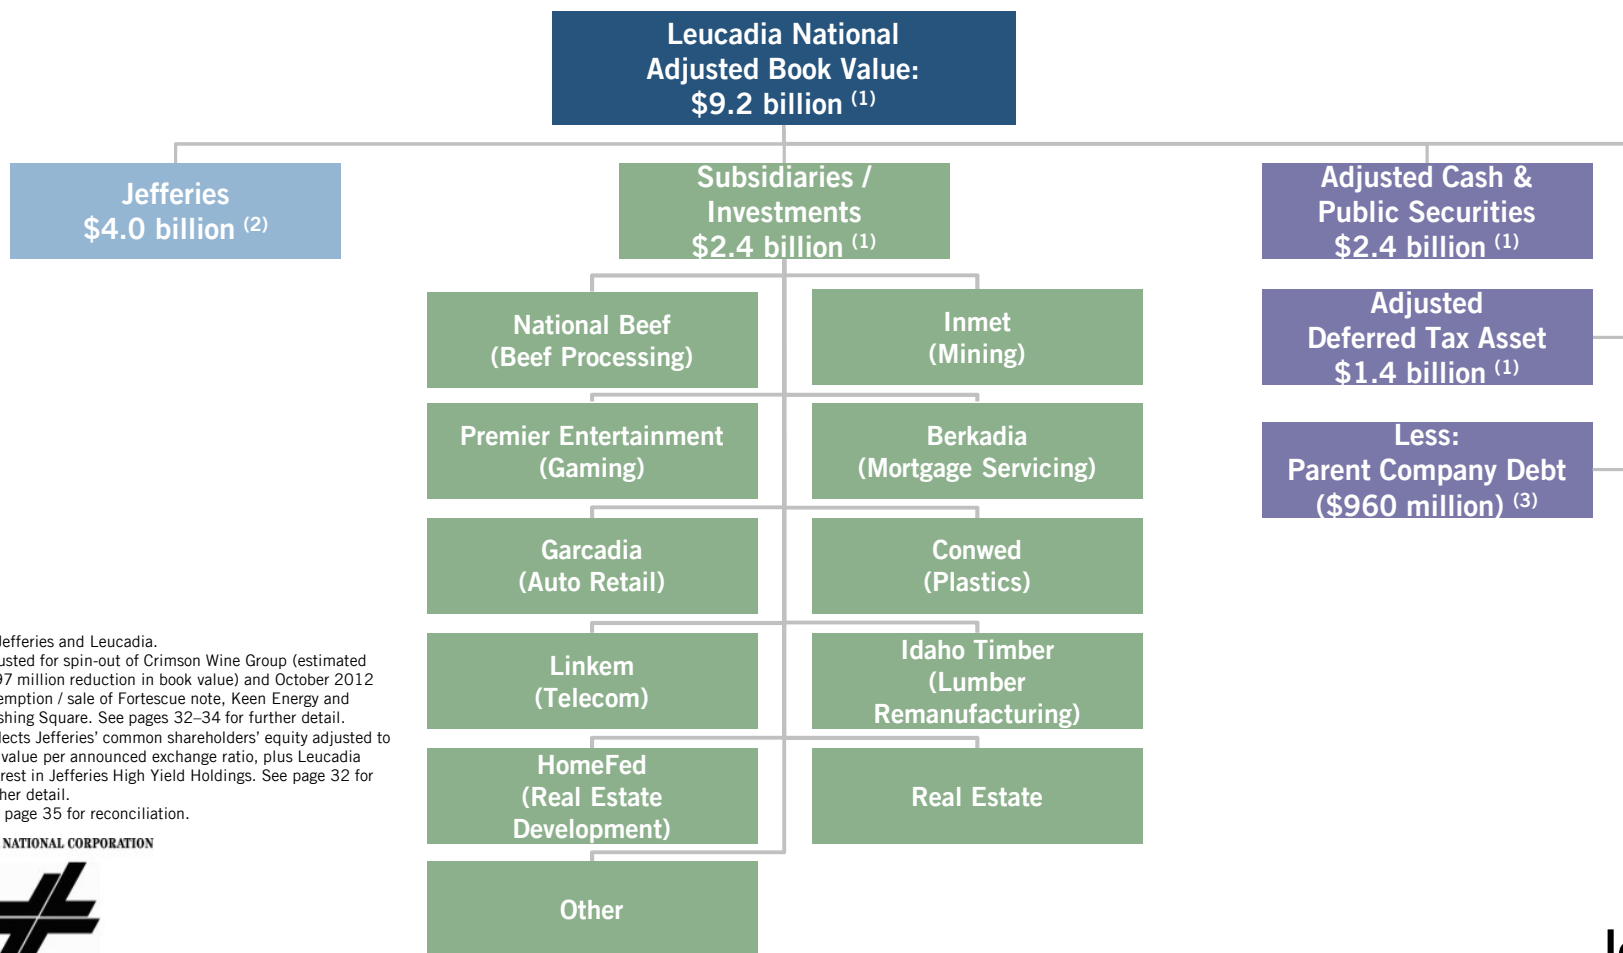 Leucadia National
Adjusted Book Value:
$9.2 billion (1)
Jefferies
$4.0 billion (2)
Subsidiaries /
Investments
$2.4 billion (1)
Adjusted Cash &
Public Securities
$2.4 billion (1)
National Beef
(Beef Processing)
Inmet
(Mining)
Adjusted
Deferred Tax Asset
$1.4 billion (1)
Premier Entertainment
(Gaming)
Berkadia
(Mortgage Servicing)
Less:
Parent Company Debt
($960 million) (3)
Garcadia
(Auto Retail)
Conwed
(Plastics)
Linkem
(Telecom)
Idaho Timber
(Lumber
Remanufacturing)
HomeFed
(Real Estate
Development)
Real Estate
Other
Jefferies and Leucadia.
usted for spin-out of Crimson Wine Group (estimated
97 million reduction in book value) and October 2012
emption / sale of Fortescue note, Keen Energy and
shing Square. See pages 32–34 for further detail.
lects Jefferies' common shareholders' equity adjusted to
value per announced exchange ratio, plus Leucadia
rest in Jefferies High Yield Holdings. See page 32 for
her detail.
page 35 for reconciliation.
NATIONAL CORPORATION